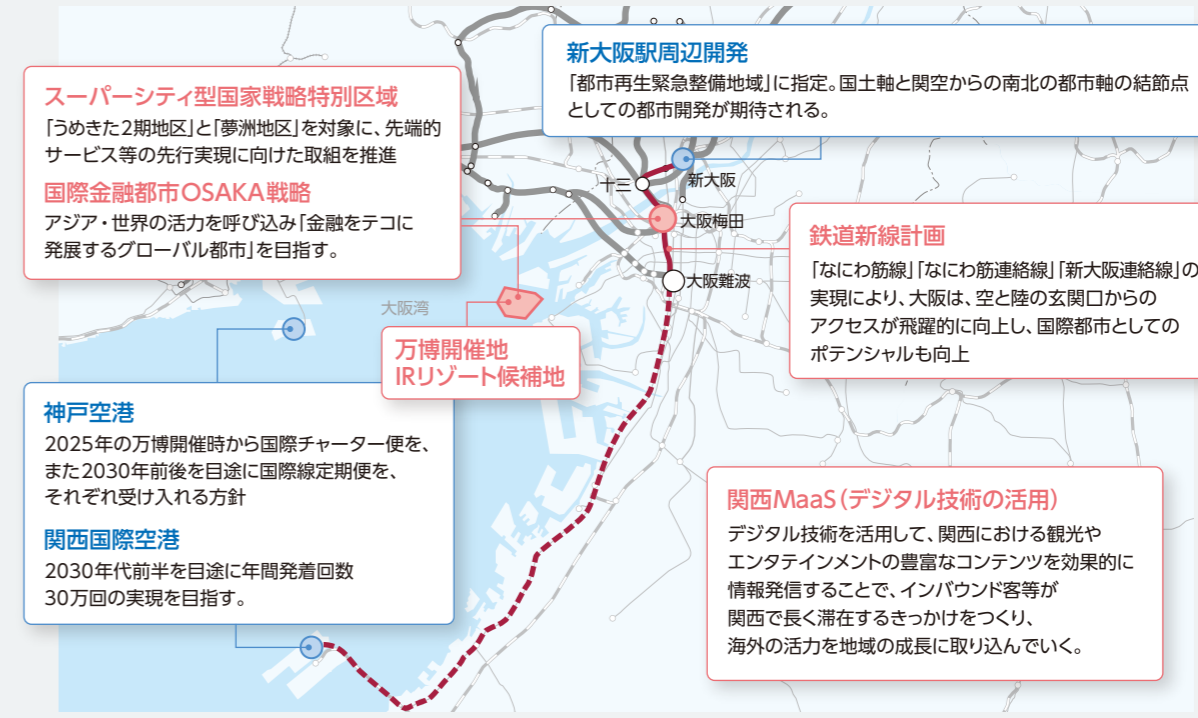 新大阪駅周辺開発
「都市再生緊急整備地域」に指定。国土軸と関空からの南北の都市軸の結節点
としての都市開発が期待される。
スーパーシティ型国家戦略特別区域
「うめきた2期地区」と「夢洲地区」を対象に、先端的
サービス等の先行実現に向けた取組を推進
国際金融都市OSAKA戦略
アジア・世界の活力を呼び込み「金融をテコに
発展するグローバル都市」を目指す。
十三
新大阪
大阪梅田
大阪難波
鉄道新線計画
「なにわ筋線」「なにわ筋連絡線」「新大阪連絡線」の
実現により、大阪は、空と陸の玄関口からの
アクセスが飛躍的に向上し、国際都市としての
ポテンシャルも向上
大阪湾
万博開催地
IRリゾート候補地
神戸空港
2025年の万博開催時から国際チャーター便を、
また2030年前後を目途に国際線定期便を、
それぞれ受け入れる方針
関西国際空港
2030年代前半を目途に年間発着回数
30万回の実現を目指す。
関西MaaS(デジタル技術の活用)
デジタル技術を活用して、関西における観光や
エンタテインメントの豊富なコンテンツを効果的に
情報発信することで、インバウンド客等が
関西で長く滞在するきっかけをつくり、
海外の活力を地域の成長に取り込んでいく。